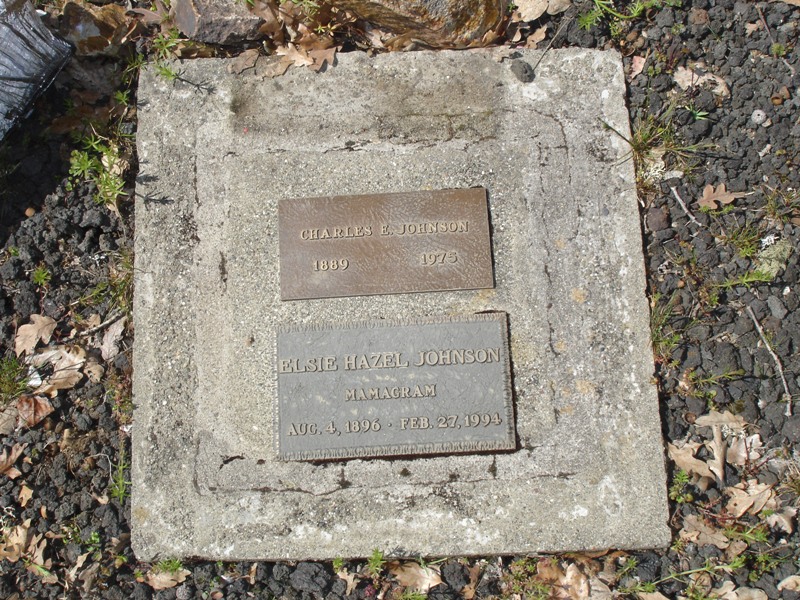 CHARLES E. JOHNSON
1889 1975
ELSIE HAZEL JOHNSON
MAMAGRAM
AUG. 4, 1896 · FEB. 27, 1994